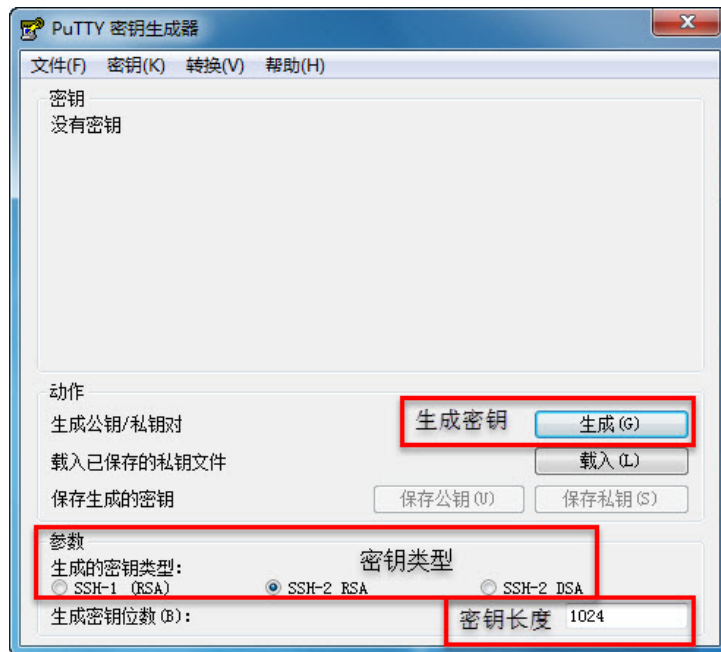 PuTTY 密钥生成器
文件(F) 密钥(K) 转换(V) 帮助(H)
密钥
没有密钥
动作
生成公钥/私钥对 生成密钥 生成(G)
载入已保存的私钥文件 载入(L)
保存生成的密钥 保存公钥(U) 保存私钥(S)
参数
生成的密钥类型: 密钥类型
SSH-1 (RSA) SSH-2 RSA SSH-2 DSA
生成密钥位数(B): 密钥长度 1024